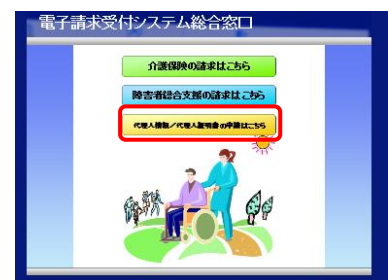 電子請求受付システム総合窓口
介護保険の請求はこちら
障害者総合支援の請求はこちら
代理人情報／代理人証明書の申請はこちら